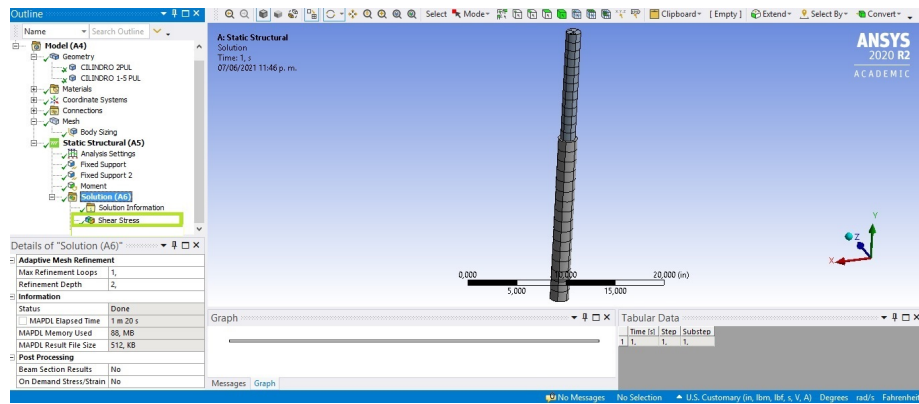 Outline
Name
Search Outline
Model (A4)
Geometry
CILINDRO 2PUL
CILINDRO 1-5 PUL
Materials
Coordinate Systems
Connections
Mesh
Body Sizing
Static Structural (A5)
Analysis Settings
Fixed Support
Fixed Support 2
Moment
Solution (A6)
Solution Information
Shear Stress
Details of "Solution (A6)"
Adaptive Mesh Refinement
Max Refinement Loops 1,
Refinement Depth 2,
Information
Status Done
MAPDL Elapsed Time 1 m 20 s
MAPDL Memory Used 88, MB
MAPDL Result File Size 512, KB
Post Processing
Beam Section Results No
On Demand Stress/Strain No
Select Mode Clipboard [ Empty ] Extend Select By Convert
A: Static Structural
Solution
Time: 1, s
07/06/2021 11:46 p. m.
ANSYS
2020 R2
ACADEMIC
Y
Z
X
0,000 10,000 20,000 (in)
5,000 15,000
Graph
Messages Graph
Tabular Data
Time [s] Step Substep
1 1, 1, 1,
No Messages No Selection U.S. Customary (in, lbm, lbf, s, V, A) Degrees rad/s Fahrenheit